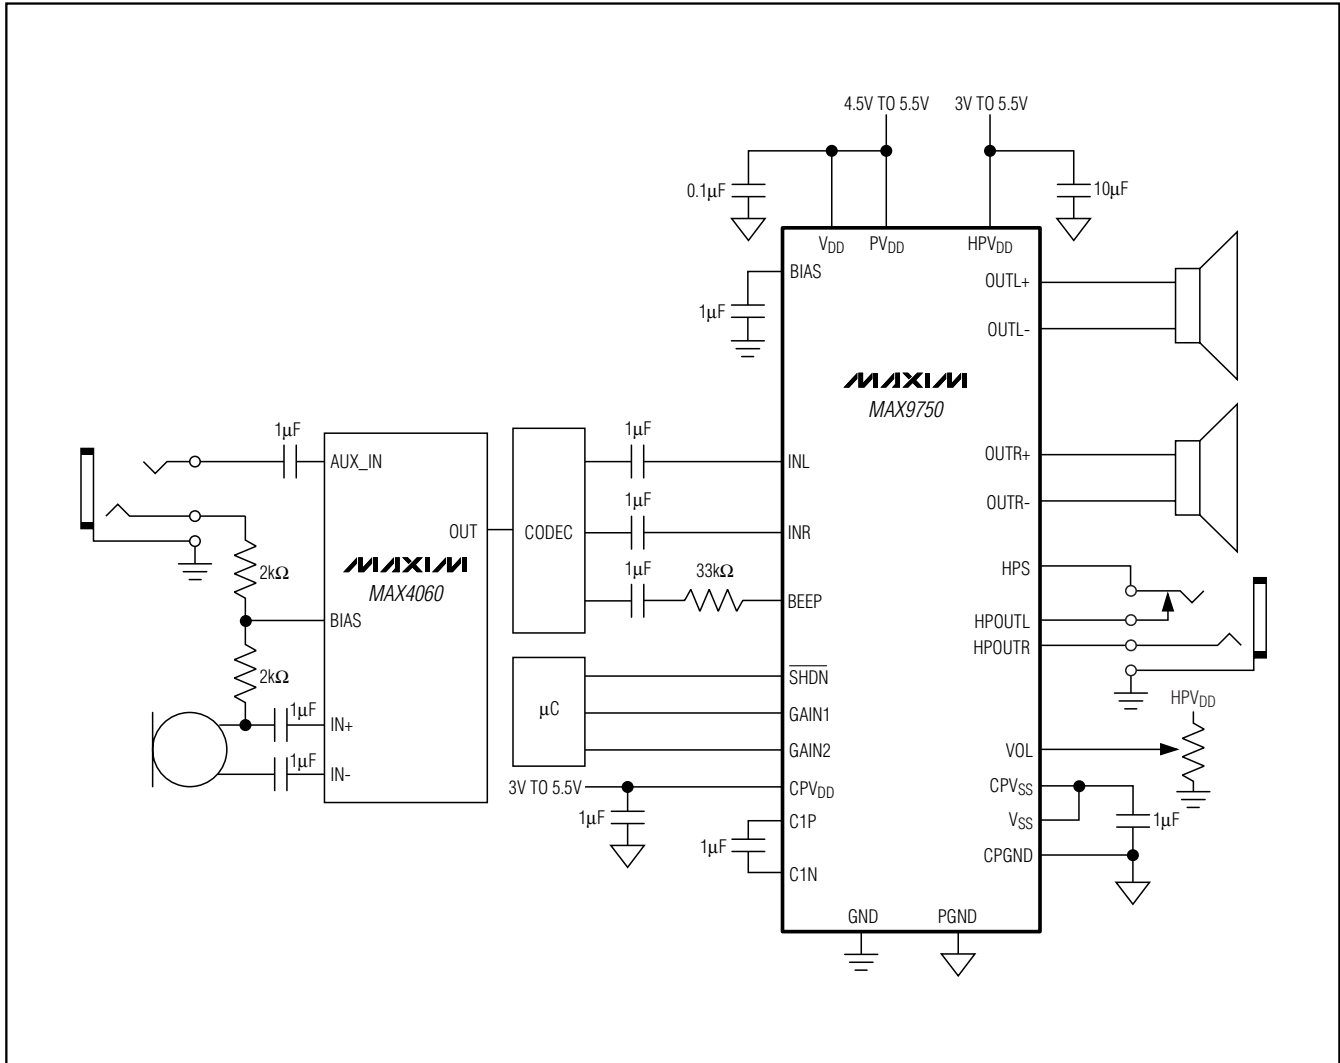 4.5V TO 5.5V
3V TO 5.5V
0.1µF
10µF
VDD
PVDD
HPVDD
BIAS
1µF
OUTL+
OUTL-
MAXIM
MAX9750
1µF
AUX_IN
OUT
MAXIM
MAX4060
2kΩ
BIAS
2kΩ
1µF
IN+
1µF
IN-
CODEC
1µF
INL
1µF
INR
1µF
33kΩ
BEEP
µC
SHDN
GAIN1
GAIN2
3V TO 5.5V
CPVDD
1µF
C1P
1µF
C1N
OUTR+
OUTR-
HPS
HPOUTL
HPOUTR
HPVDD
VOL
CPVSS
VSS
1µF
CPGND
GND
PGND